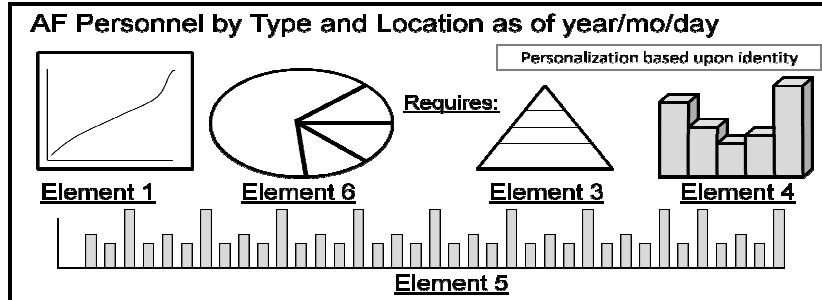 AF Personnel by Type and Location as of year/mo/day
Personalization based upon identity
Requires:
Element 1
Element 6
Element 3
Element 4
Element 5